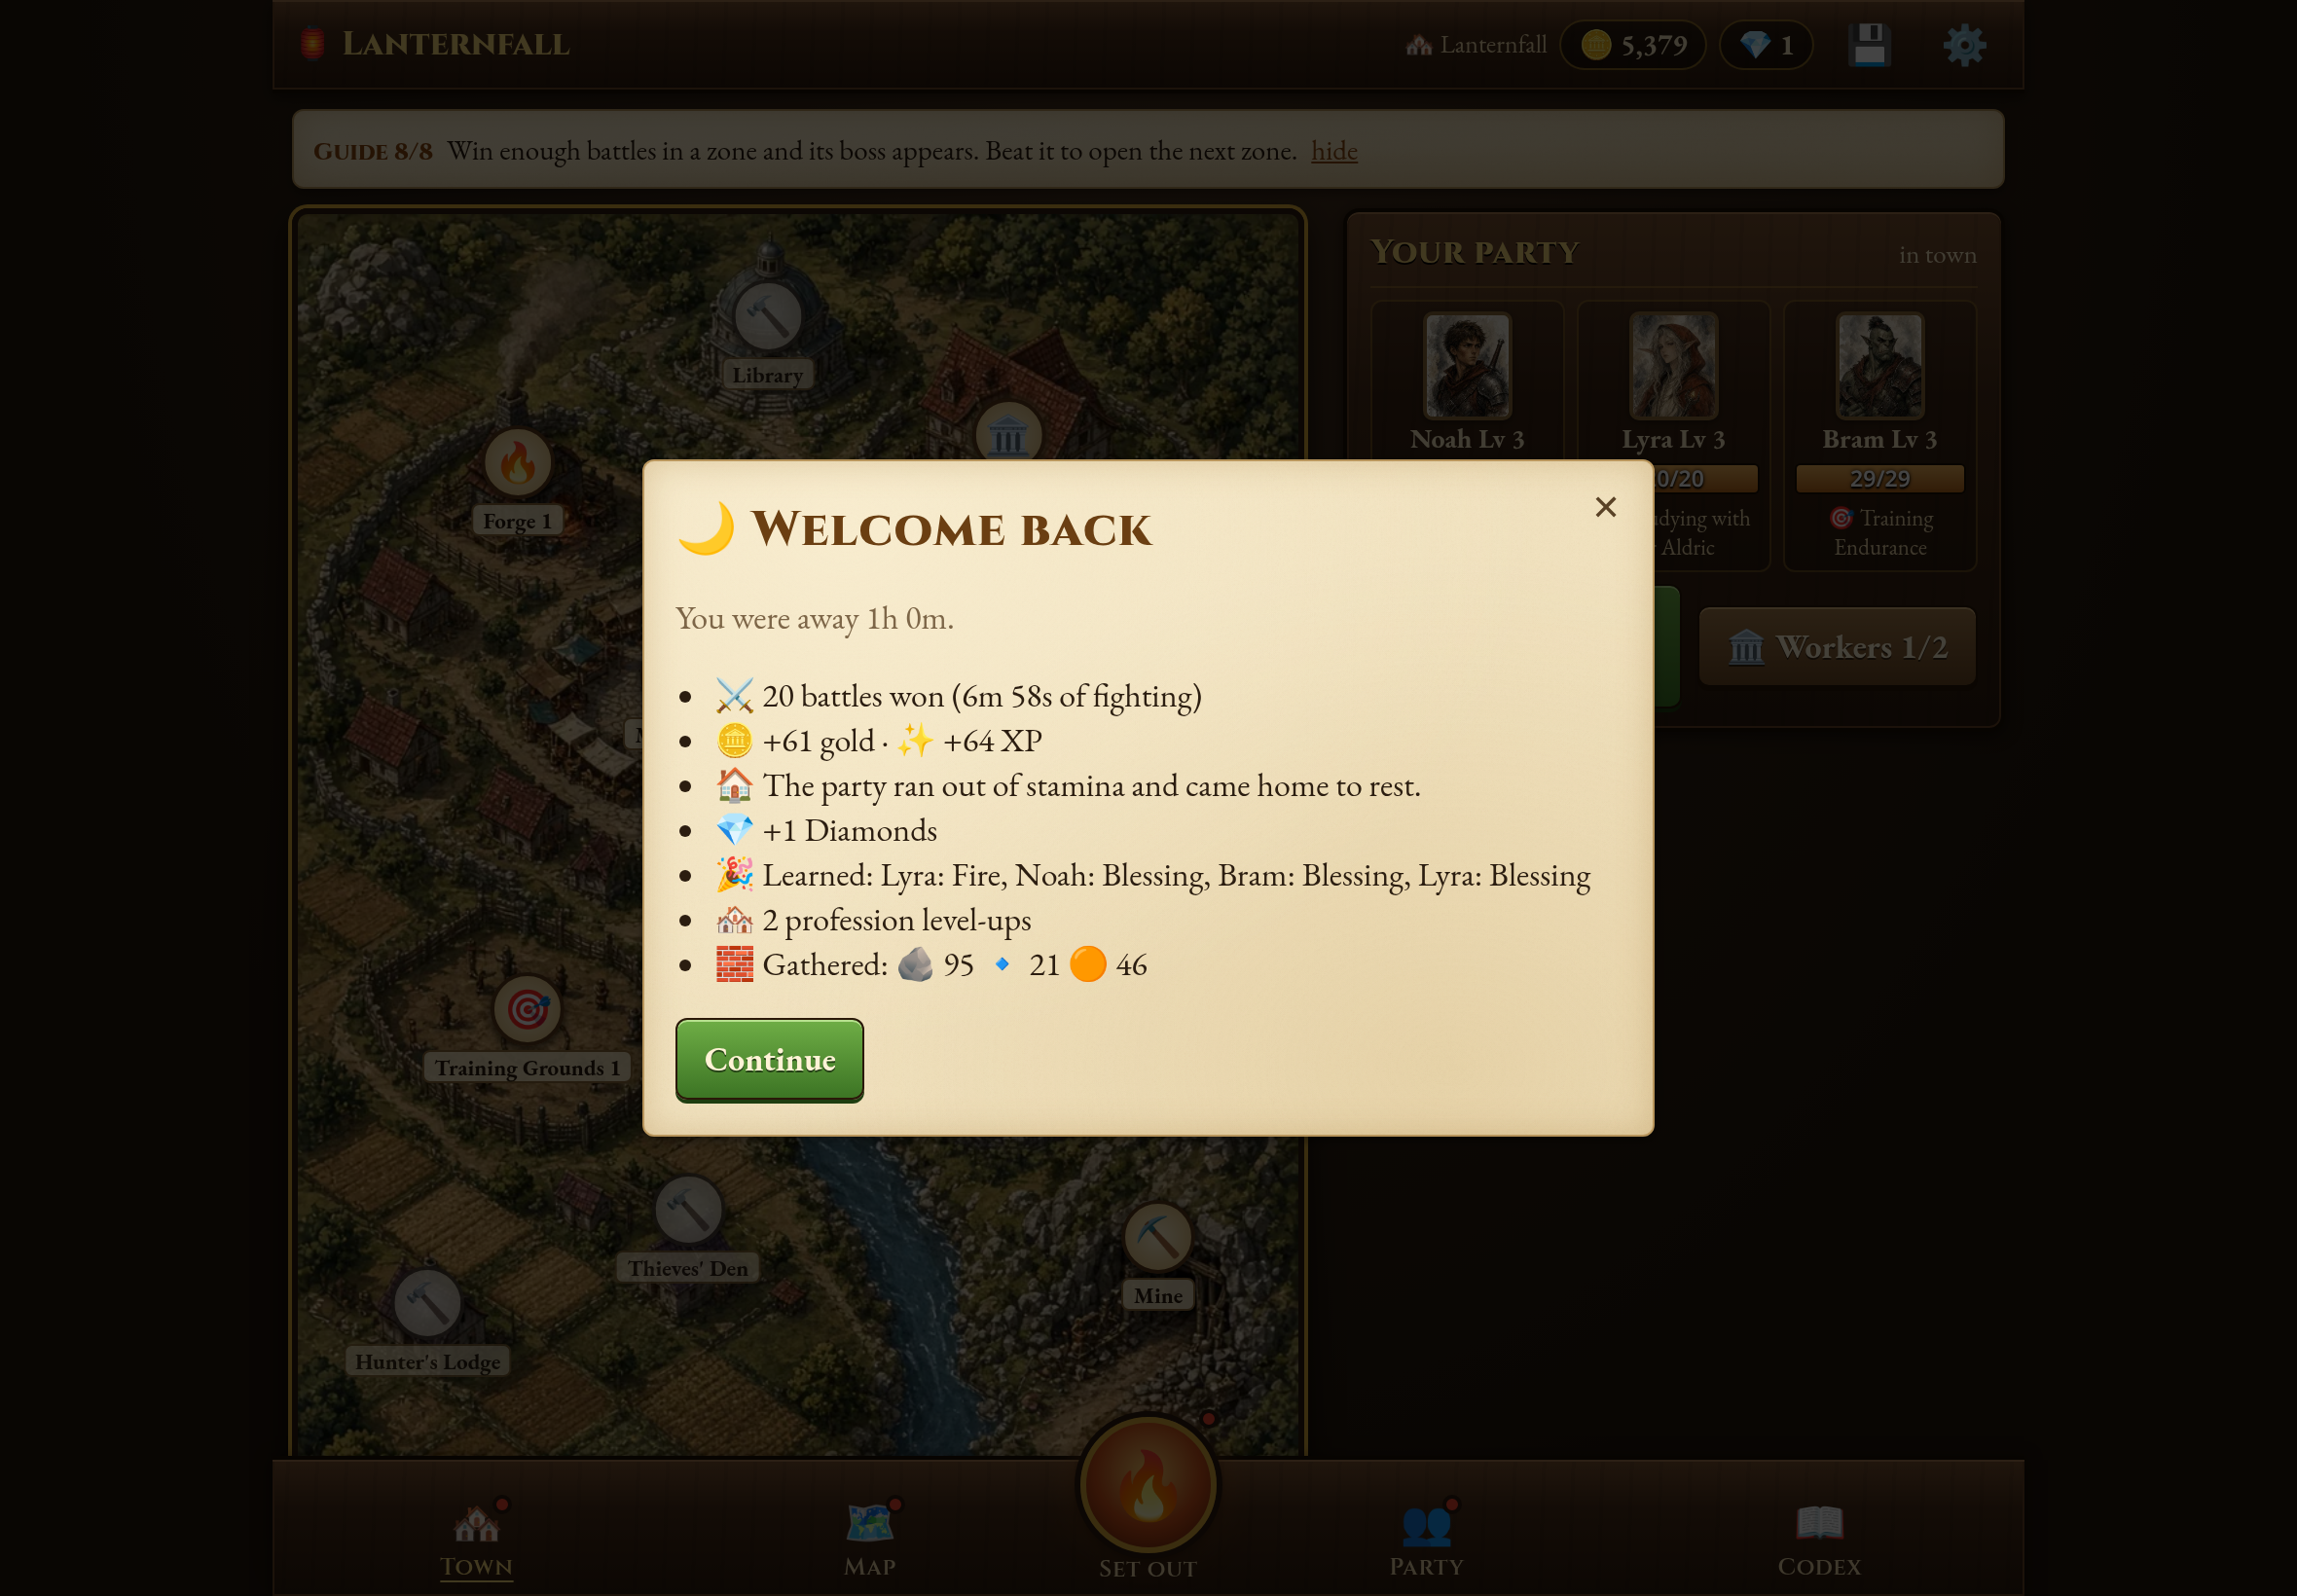 LANTERNFALL
Lanternfall
5,379
1
GUIDE 8/8 Win enough battles in a zone and its boss appears. Beat it to open the next zone. hide
Library
Forge 1
YOUR PARTY
in town
Noah Lv 3
Lyra Lv 3
Bram Lv 3
0/20
29/29
with
Aldric
Training
Endurance
Workers 1/2
WELCOME BACK
×
You were away 1h 0m.
20 battles won (6m 58s of fighting)
+61 gold · +64 XP
The party ran out of stamina and came home to rest.
+1 Diamonds
Learned: Lyra: Fire, Noah: Blessing, Bram: Blessing, Lyra: Blessing
2 profession level-ups
Gathered: 95 21 46
Continue
Training Grounds 1
Thieves' Den
Mine
Hunter's Lodge
TOWN
MAP
SET OUT
PARTY
CODEX